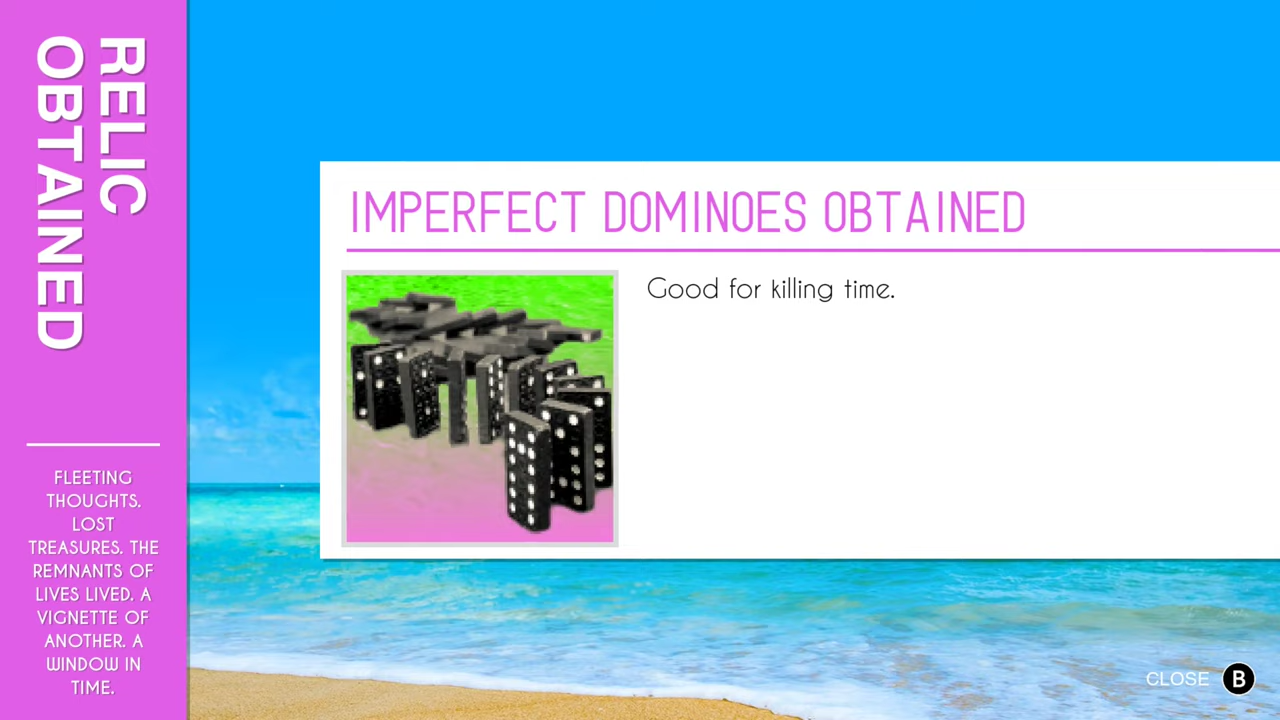 RELIC
OBTAINED
FLEETING
THOUGHTS.
LOST
TREASURES. THE
REMNANTS OF
LIVES LIVED. A
VIGNETTE OF
ANOTHER. A
WINDOW IN
TIME.
IMPERFECT DOMINOES OBTAINED
Good for killing time.
CLOSE B